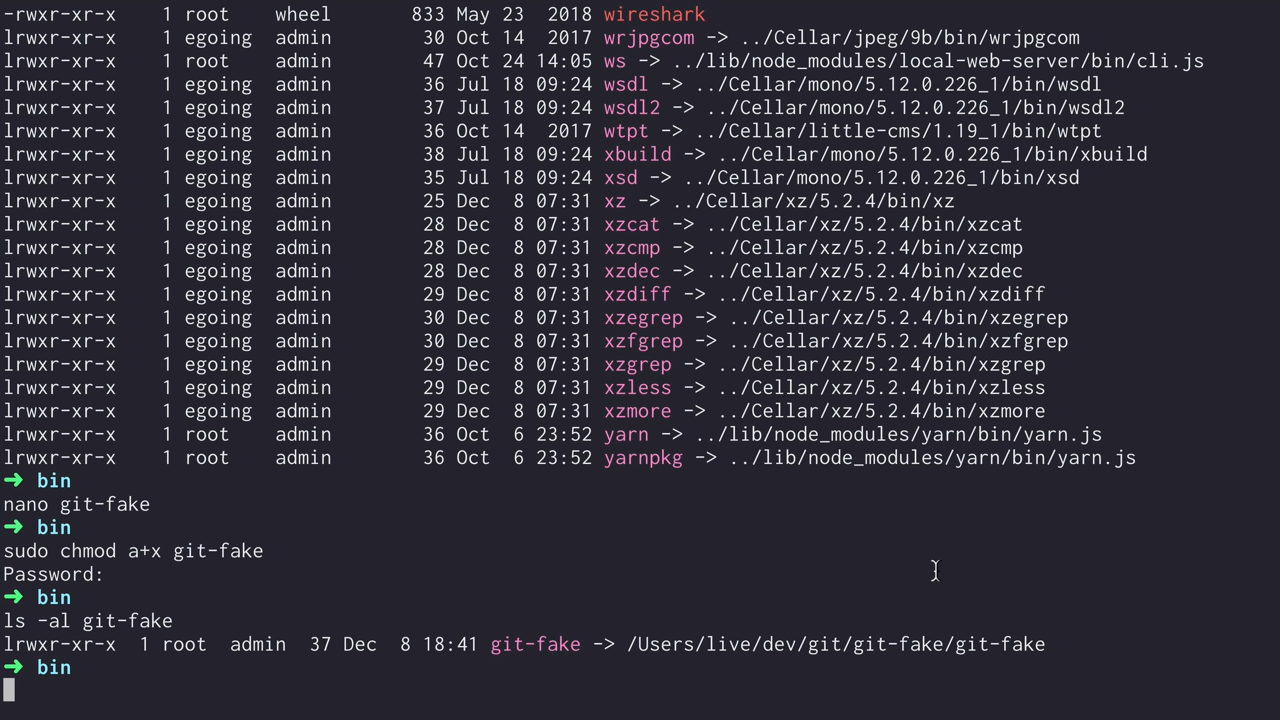 -rwxr-xr-x    1 root    wheel       833 May 23  2018 wireshark
lrwxr-xr-x    1 egoing  admin        30 Oct 14  2017 wrjpgcom -> ../Cellar/jpeg/9b/bin/wrjpgcom
lrwxr-xr-x    1 root    admin        47 Oct 24 14:05 ws -> ../lib/node_modules/local-web-server/bin/cli.js
lrwxr-xr-x    1 egoing  admin        36 Jul 18 09:24 wsdl -> ../Cellar/mono/5.12.0.226_1/bin/wsdl
lrwxr-xr-x    1 egoing  admin        37 Jul 18 09:24 wsdl2 -> ../Cellar/mono/5.12.0.226_1/bin/wsdl2
lrwxr-xr-x    1 egoing  admin        36 Oct 14  2017 wtpt -> ../Cellar/little-cms/1.19_1/bin/wtpt
lrwxr-xr-x    1 egoing  admin        38 Jul 18 09:24 xbuild -> ../Cellar/mono/5.12.0.226_1/bin/xbuild
lrwxr-xr-x    1 egoing  admin        35 Jul 18 09:24 xsd -> ../Cellar/mono/5.12.0.226_1/bin/xsd
lrwxr-xr-x    1 egoing  admin        25 Dec  8 07:31 xz -> ../Cellar/xz/5.2.4/bin/xz
lrwxr-xr-x    1 egoing  admin        28 Dec  8 07:31 xzcat -> ../Cellar/xz/5.2.4/bin/xzcat
lrwxr-xr-x    1 egoing  admin        28 Dec  8 07:31 xzcmp -> ../Cellar/xz/5.2.4/bin/xzcmp
lrwxr-xr-x    1 egoing  admin        28 Dec  8 07:31 xzdec -> ../Cellar/xz/5.2.4/bin/xzdec
lrwxr-xr-x    1 egoing  admin        29 Dec  8 07:31 xzdiff -> ../Cellar/xz/5.2.4/bin/xzdiff
lrwxr-xr-x    1 egoing  admin        30 Dec  8 07:31 xzegrep -> ../Cellar/xz/5.2.4/bin/xzegrep
lrwxr-xr-x    1 egoing  admin        30 Dec  8 07:31 xzfgrep -> ../Cellar/xz/5.2.4/bin/xzfgrep
lrwxr-xr-x    1 egoing  admin        29 Dec  8 07:31 xzgrep -> ../Cellar/xz/5.2.4/bin/xzgrep
lrwxr-xr-x    1 egoing  admin        29 Dec  8 07:31 xzless -> ../Cellar/xz/5.2.4/bin/xzless
lrwxr-xr-x    1 egoing  admin        29 Dec  8 07:31 xzmore -> ../Cellar/xz/5.2.4/bin/xzmore
lrwxr-xr-x    1 root    admin        36 Oct  6 23:52 yarn -> ../lib/node_modules/yarn/bin/yarn.js
lrwxr-xr-x    1 root    admin        36 Oct  6 23:52 yarnpkg -> ../lib/node_modules/yarn/bin/yarn.js
➜ bin
nano git-fake
➜ bin
sudo chmod a+x git-fake
Password:
➜ bin
ls -al git-fake
lrwxr-xr-x  1 root  admin  37 Dec  8 18:41 git-fake -> /Users/live/dev/git/git-fake/git-fake
➜ bin